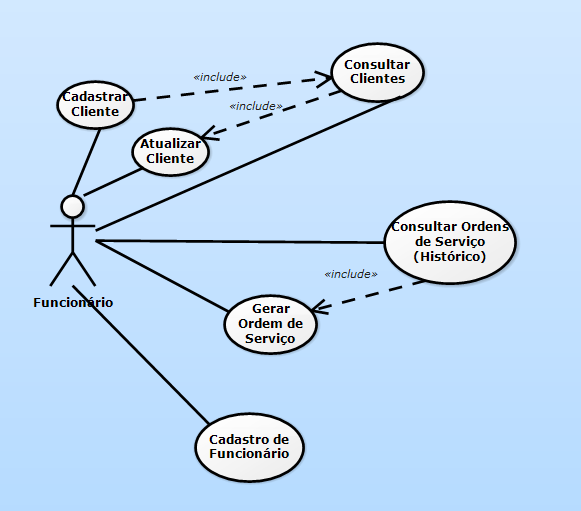 Consultar
Clientes
«include»
Cadastrar
Cliente
«include»
Atualizar
Cliente
Consultar Ordens
de Serviço
(Histórico)
«include»
Funcionário
Gerar
Ordem de
Serviço
Cadastro de
Funcionário